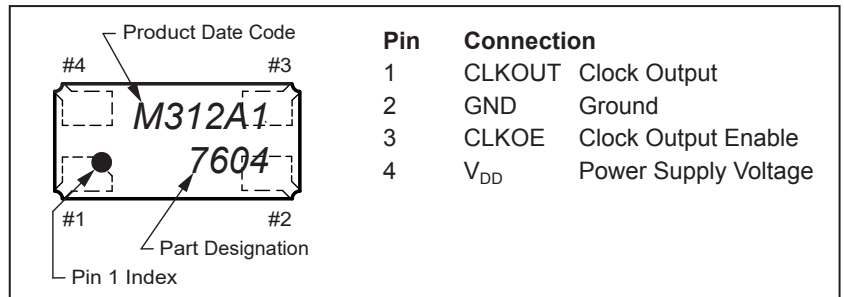 Product Date Code
#4 #3
M312A1
7604
#1 #2
Part Designation
Pin 1 Index
Pin Connection
1 CLKOUT Clock Output
2 GND Ground
3 CLKOE Clock Output Enable
4 VDD Power Supply Voltage